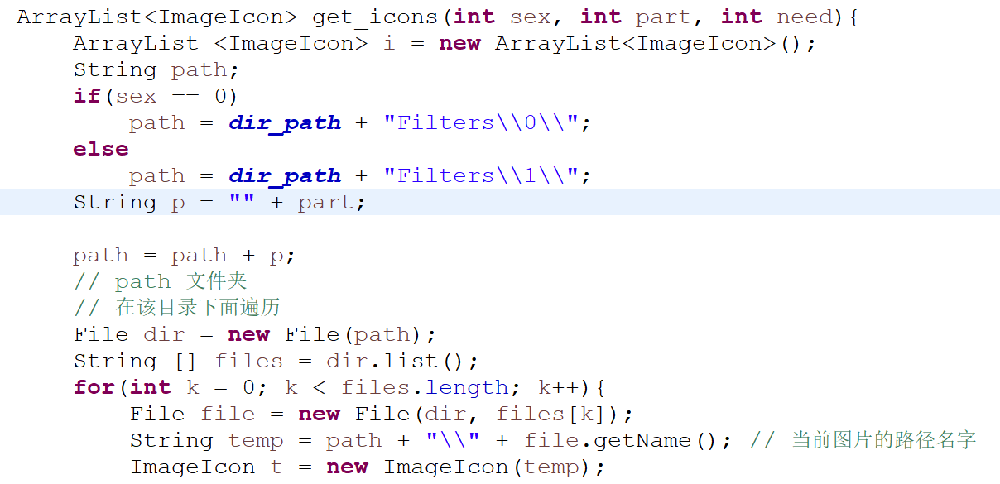 ArrayList<ImageIcon> get_icons(int sex, int part, int need){
    ArrayList <ImageIcon> i = new ArrayList<ImageIcon>();
    String path;
    if(sex == 0)
        path = dir_path + "Filters\\0\\";
    else
        path = dir_path + "Filters\\1\\";
    String p = "" + part;

    path = path + p;
    // path 文件夹
    // 在该目录下面遍历
    File dir = new File(path);
    String [] files = dir.list();
    for(int k = 0; k < files.length; k++){
        File file = new File(dir, files[k]);
        String temp = path + "\\" + file.getName(); // 当前图片的路径名字
        ImageIcon t = new ImageIcon(temp);